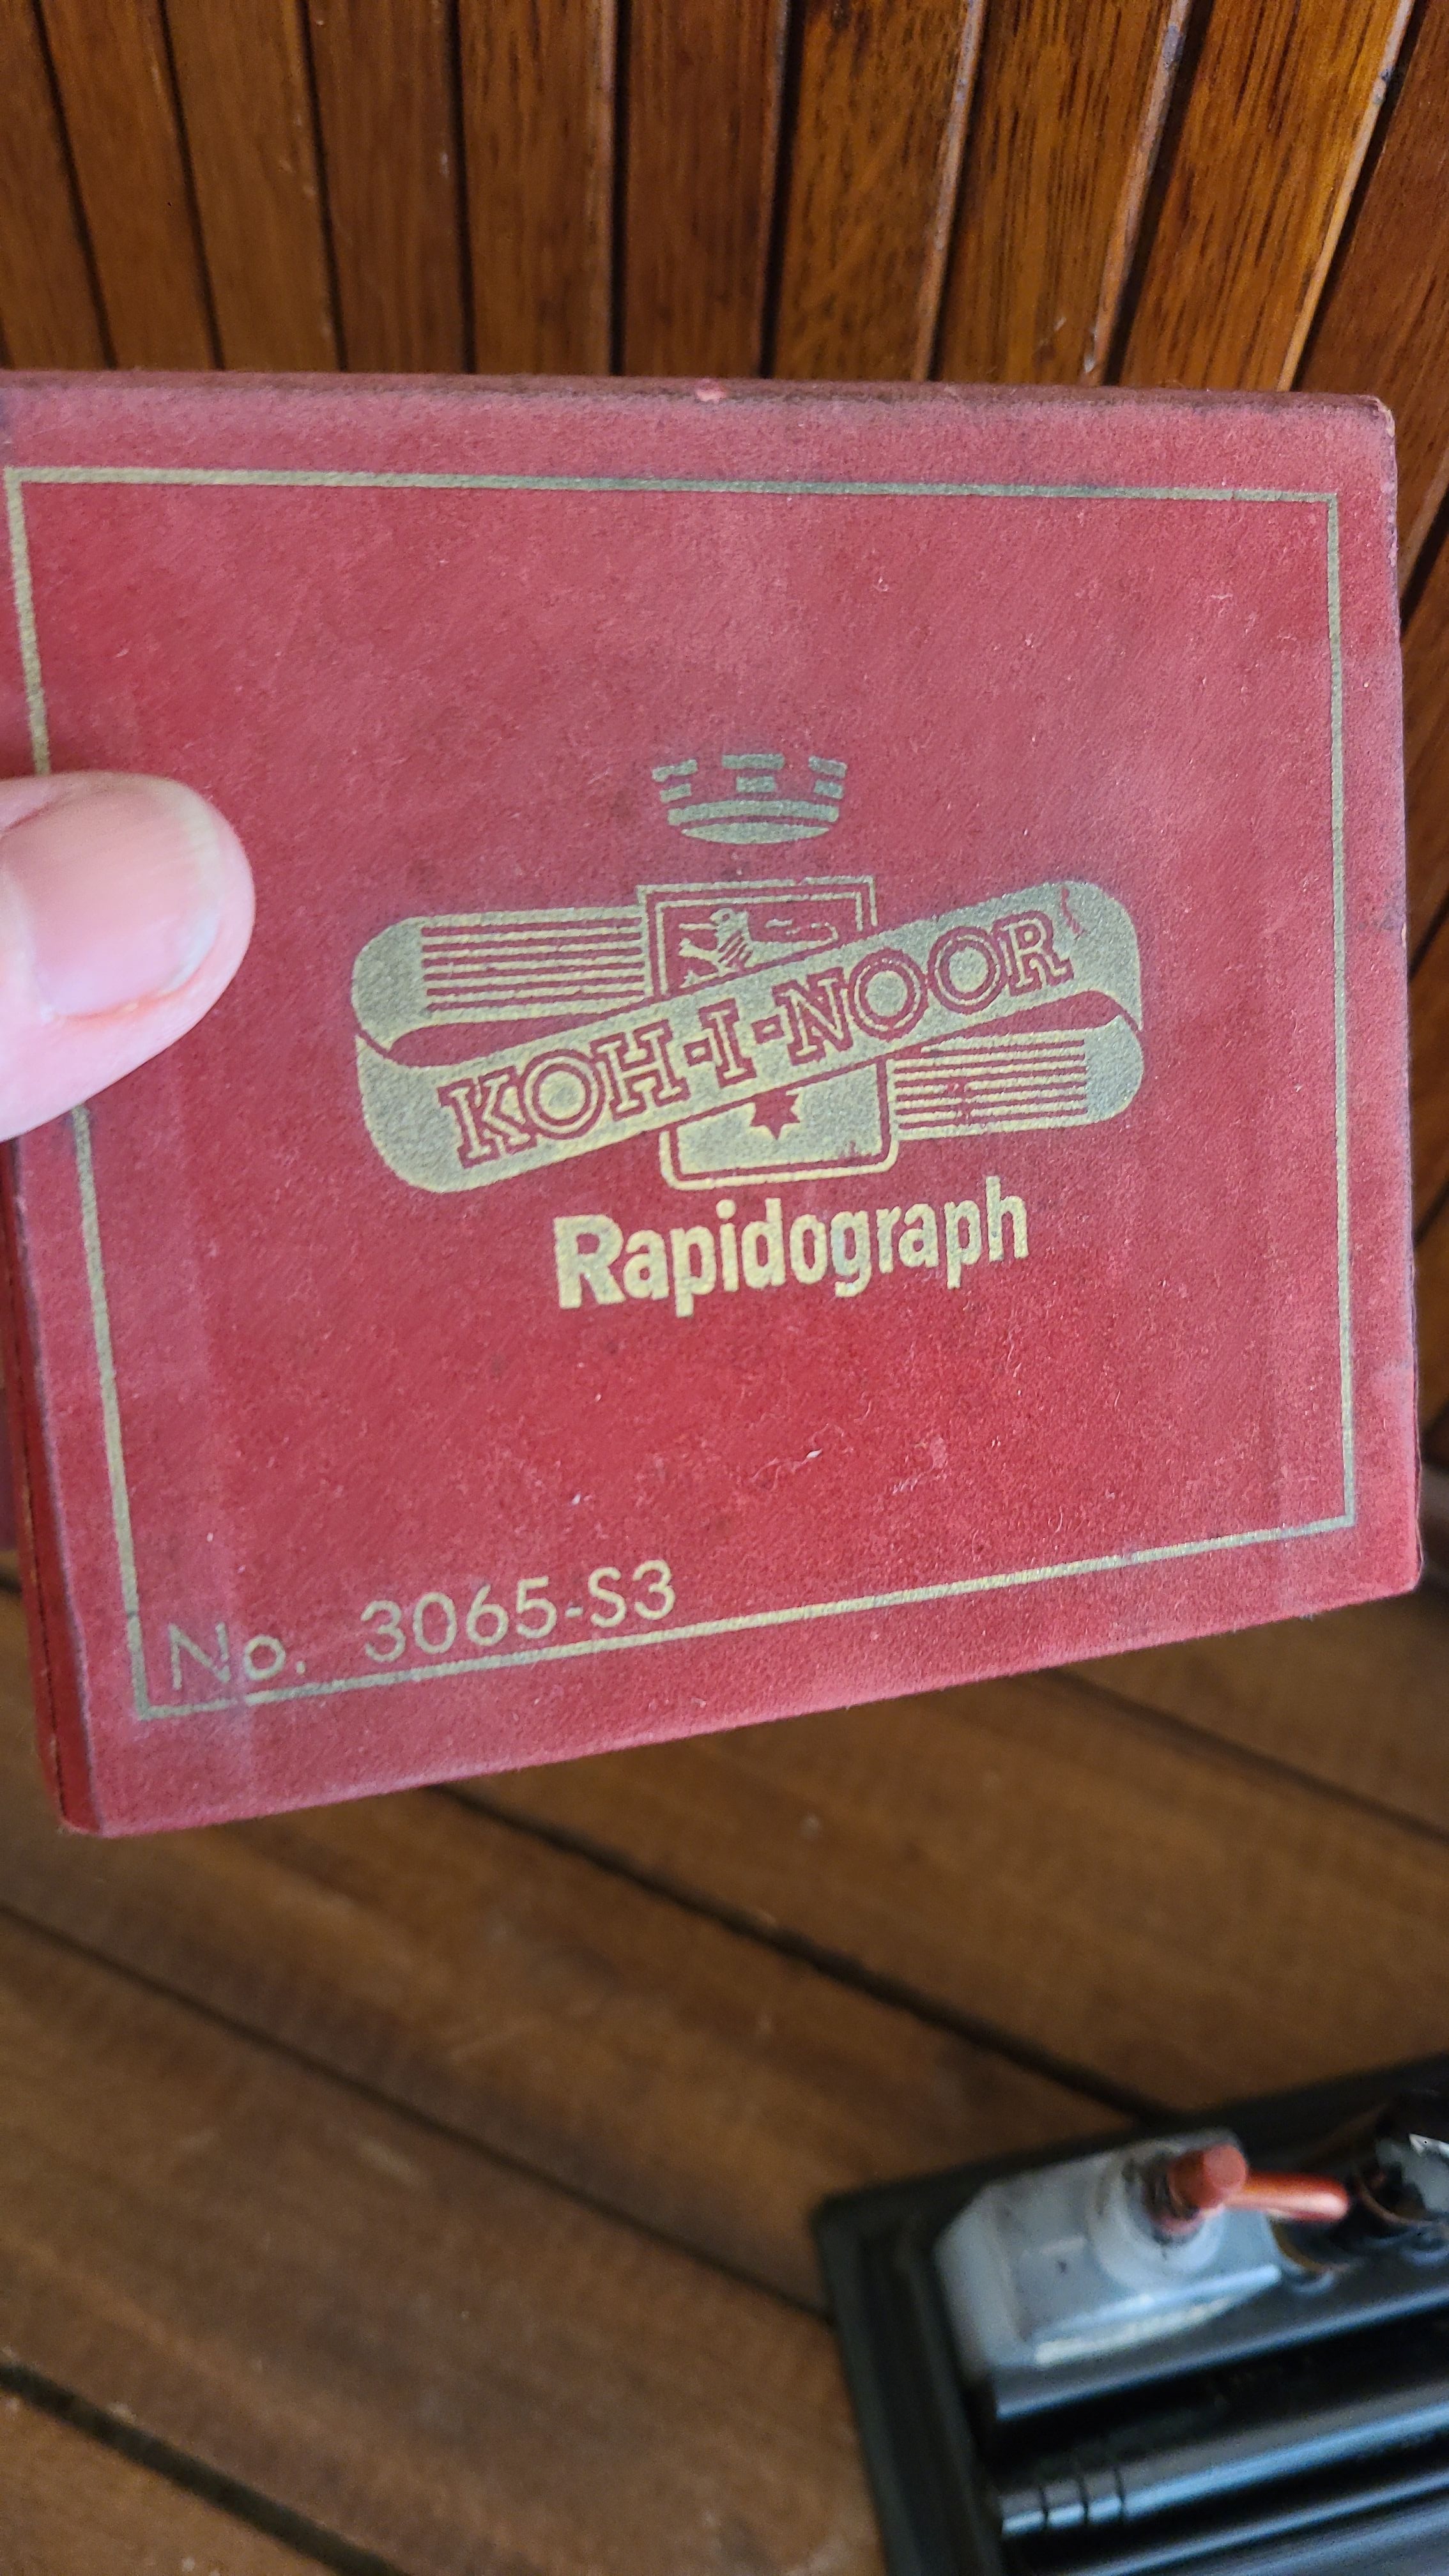 KOH-I-NOOR
Rapidograph
No. 3065-S3